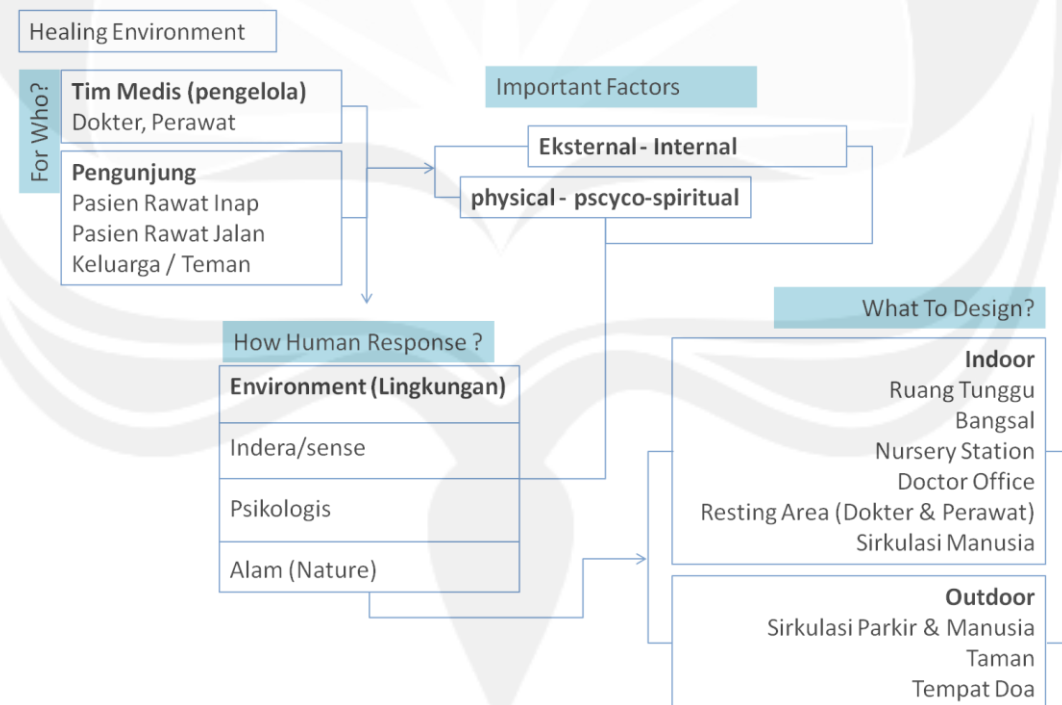 Healing Environment
For Who?
Tim Medis (pengelola)
Dokter, Perawat
Pengunjung
Pasien Rawat Inap
Pasien Rawat Jalan
Keluarga / Teman
Important Factors
Eksternal - Internal
physical - pscyco-spiritual
How Human Response ?
Environment (Lingkungan)
Indera/sense
Psikologis
Alam (Nature)
What To Design?
Indoor
Ruang Tunggu
Bangsal
Nursery Station
Doctor Office
Resting Area (Dokter & Perawat)
Sirkulasi Manusia
Outdoor
Sirkulasi Parkir & Manusia
Taman
Tempat Doa